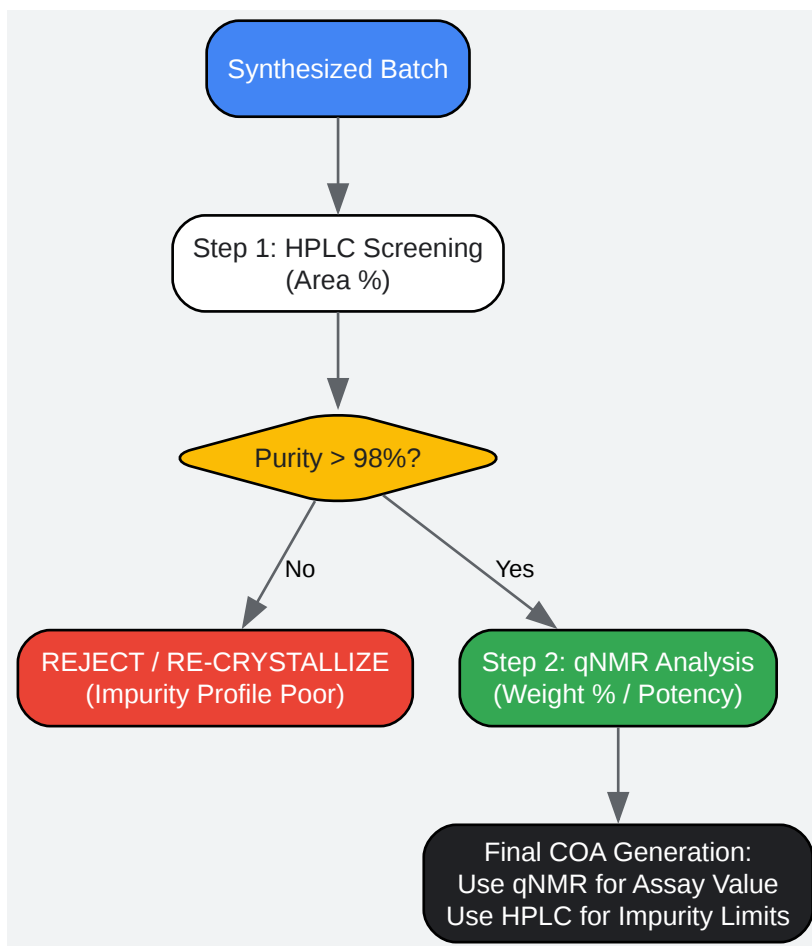 Synthesized Batch
Step 1: HPLC Screening
(Area %)
Purity > 98%?
No
Yes
REJECT / RE-CRYSTALLIZE
(Impurity Profile Poor)
Step 2: qNMR Analysis
(Weight % / Potency)
Final COA Generation:
Use qNMR for Assay Value
Use HPLC for Impurity Limits